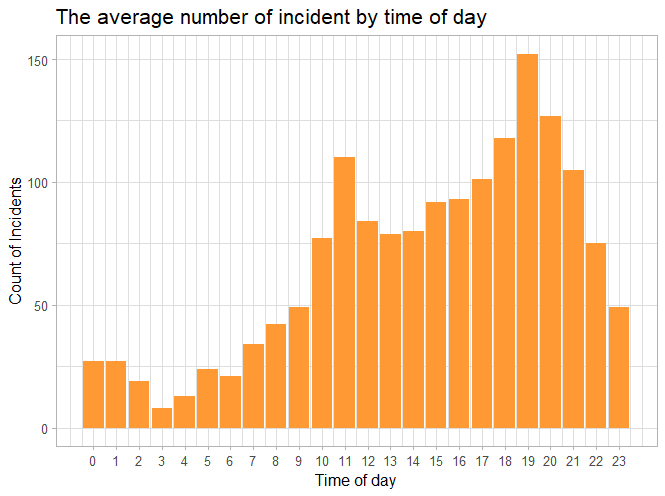 The average number of incident by time of day
150
100
50
0
Count of Incidents
0 1 2 3 4 5 6 7 8 9 10 11 12 13 14 15 16 17 18 19 20 21 22 23
Time of day